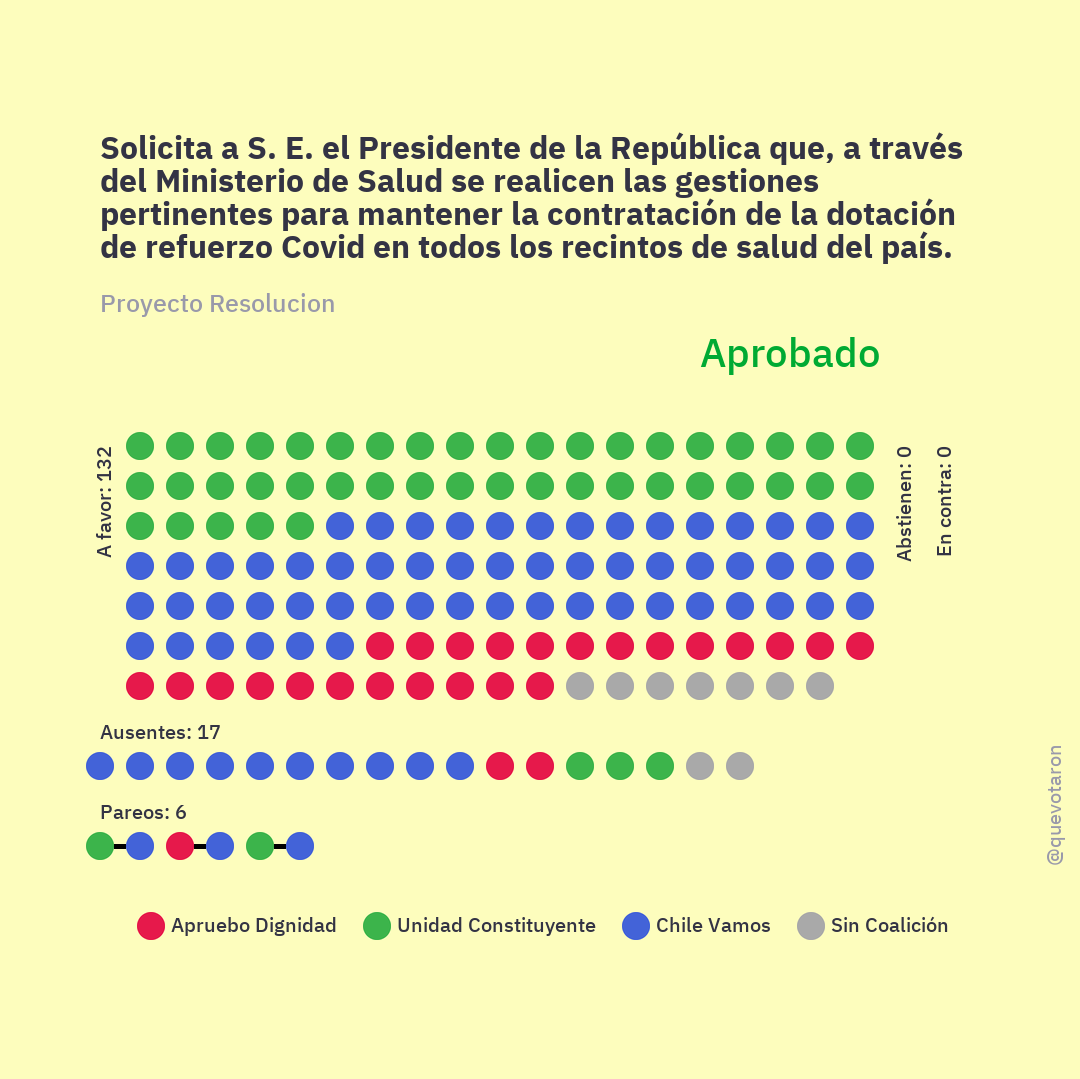 Solicita a S. E. el Presidente de la República que, a través
del Ministerio de Salud se realicen las gestiones
pertinentes para mantener la contratación de la dotación
de refuerzo Covid en todos los recintos de salud del país.
Proyecto Resolucion
Aprobado
A favor: 132
Abstienen: 0
En contra: 0
Ausentes: 17
Pareos: 6
@quevotaron
Apruebo Dignidad
Unidad Constituyente
Chile Vamos
Sin Coalición